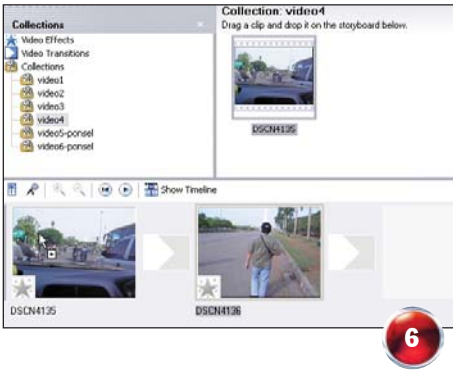 Collections
Video Effects
Video Transitions
Collections
video1
video2
video3
video4
video5-ponsel
video6-ponsel
Collection: video4
Drag a clip and drop it on the storyboard below.
DSCN4135
Show Timeline
DSCN4135
DSCN4136
6